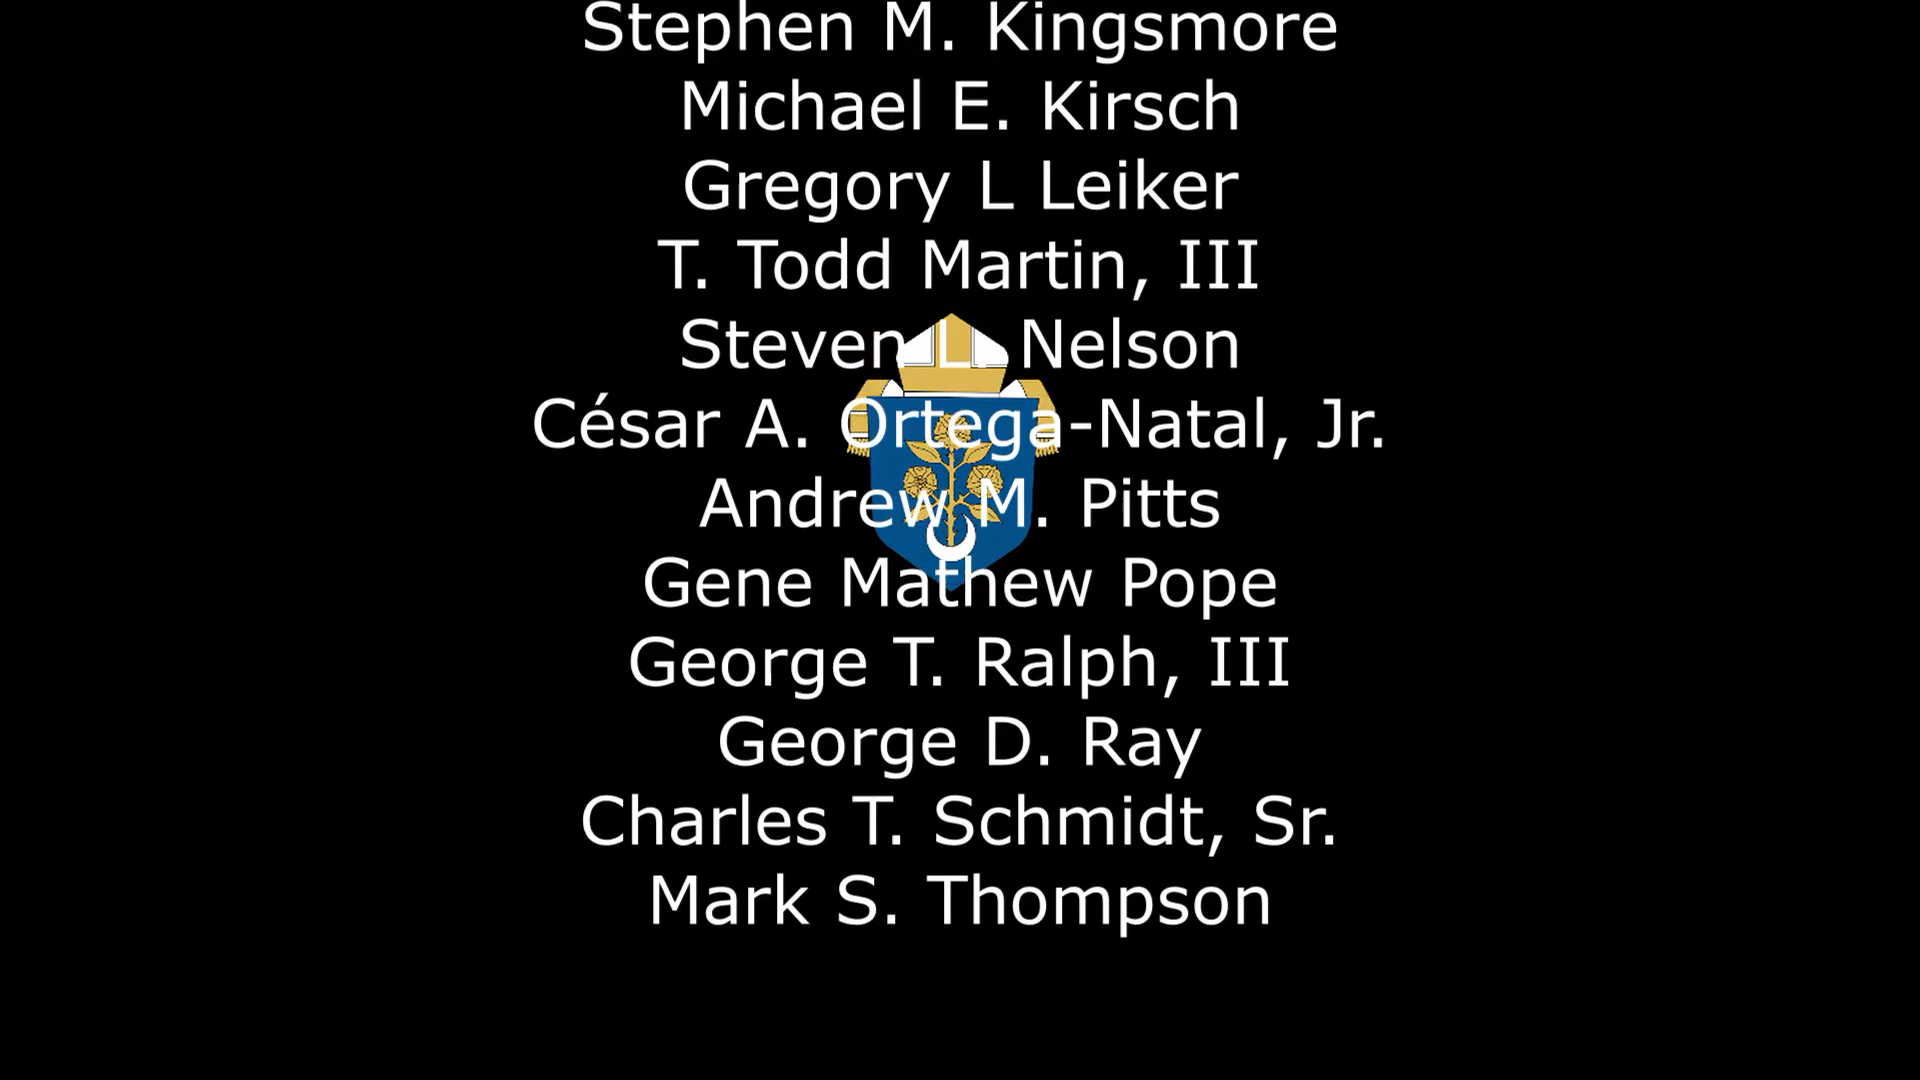 Stephen M. Kingsmore
Michael E. Kirsch
Gregory L Leiker
T. Todd Martin, III
Steven L. Nelson
César A. Ortega-Natal, Jr.
Andrew M. Pitts
Gene Mathew Pope
George T. Ralph, III
George D. Ray
Charles T. Schmidt, Sr.
Mark S. Thompson